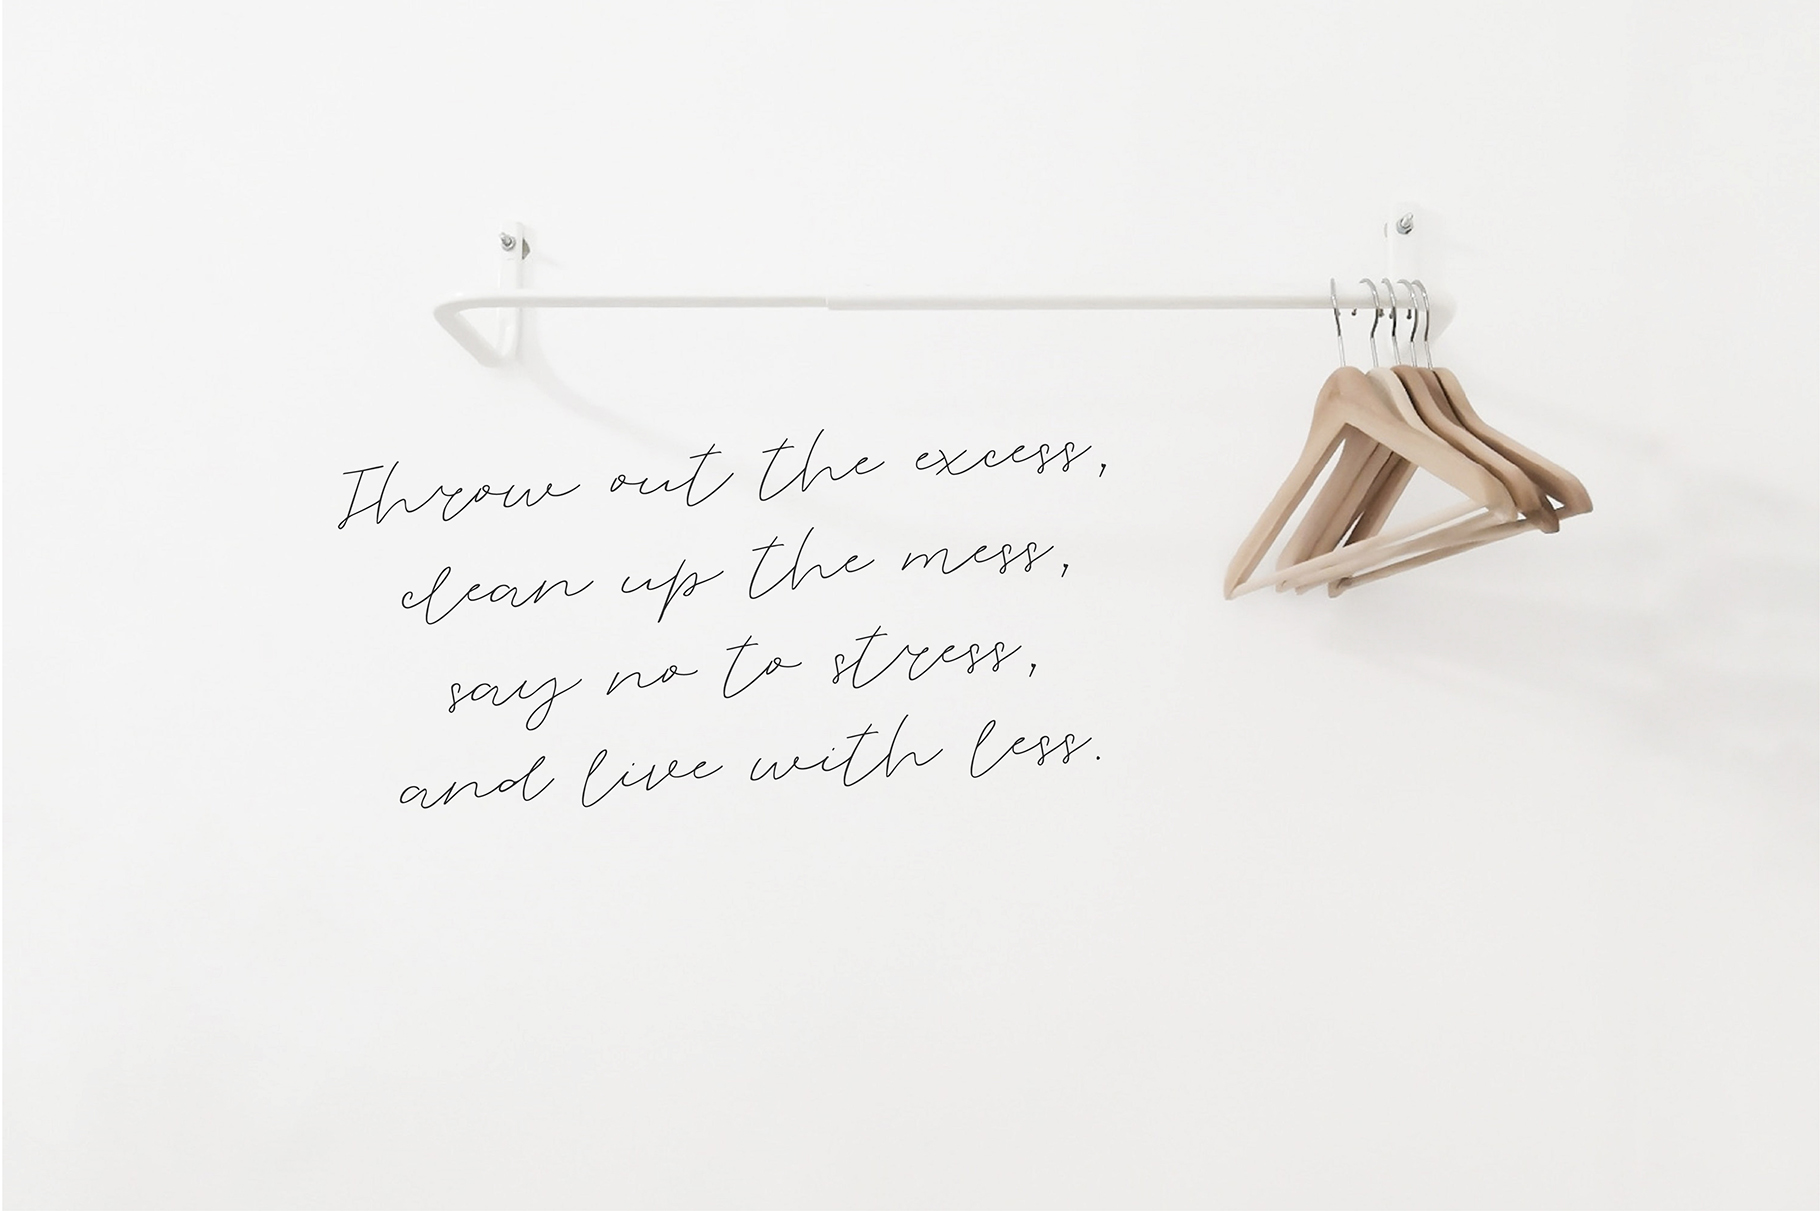 Throw out the excess,
clean up the mess,
say no to stress,
and live with less.